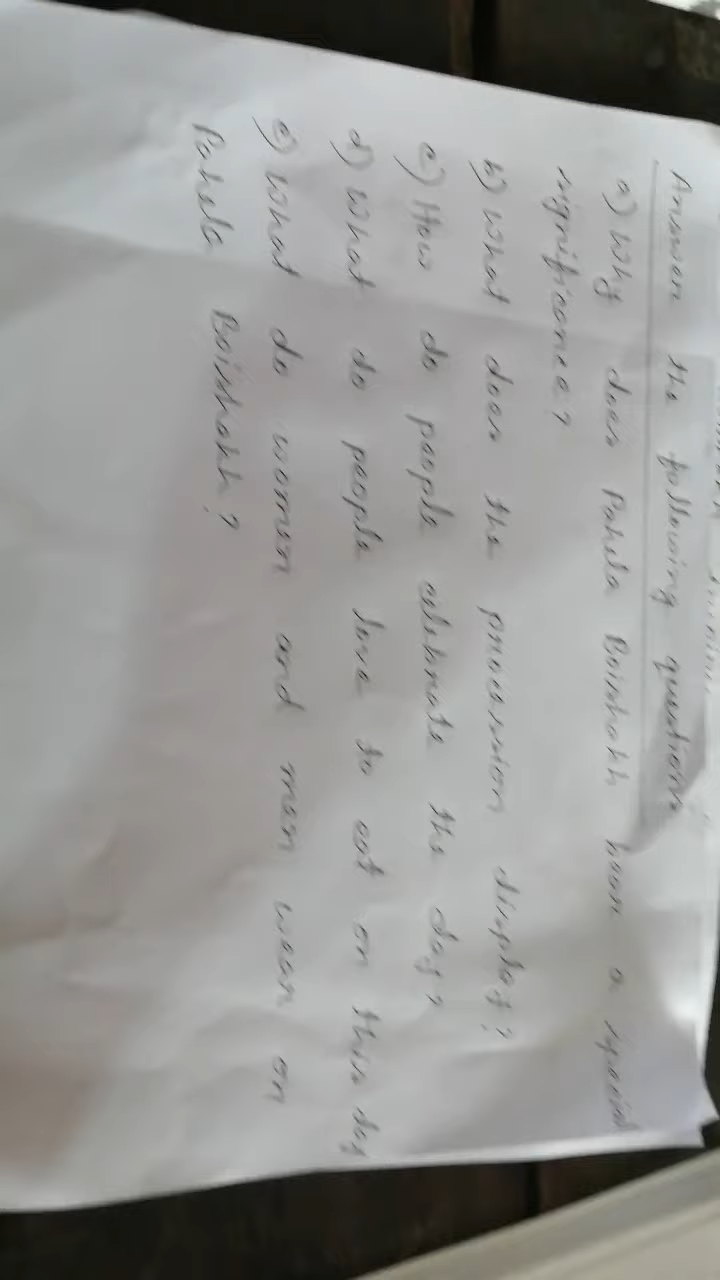 Answer the following questions
a) Why does Pahela Boishakh bear a special
significance?
b) What does the procession display?
c) How do people celebrate the day?
d) What do people love to eat on this day
e) What do women and men wear on
Pahela Boishakh?